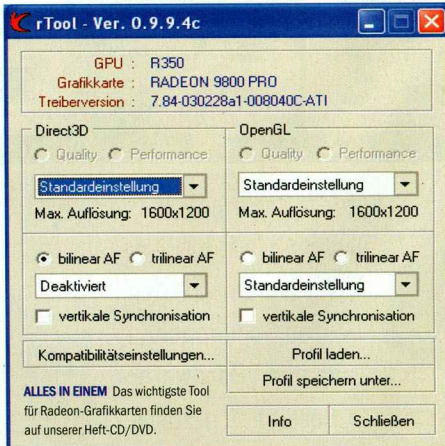 rTool - Ver. 0.9.9.4c
GPU : R350
Grafikkarte : RADEON 9800 PRO
Treiberversion : 7.84-030228a1-008040C-ATI
Direct3D
Quality Performance
Standardeinstellung
Max. Auflösung: 1600x1200
bilinear AF trilinear AF
Deaktiviert
vertikale Synchronisation
OpenGL
Quality Performance
Standardeinstellung
Max. Auflösung: 1600x1200
bilinear AF trilinear AF
Standardeinstellung
vertikale Synchronisation
Kompatibilitätseinstellungen...
Profil laden...
Profil speichern unter...
Info
Schließen
ALLES IN EINEM Das wichtigste Tool
für Radeon-Grafikkarten finden Sie
auf unserer Heft-CD/DVD.